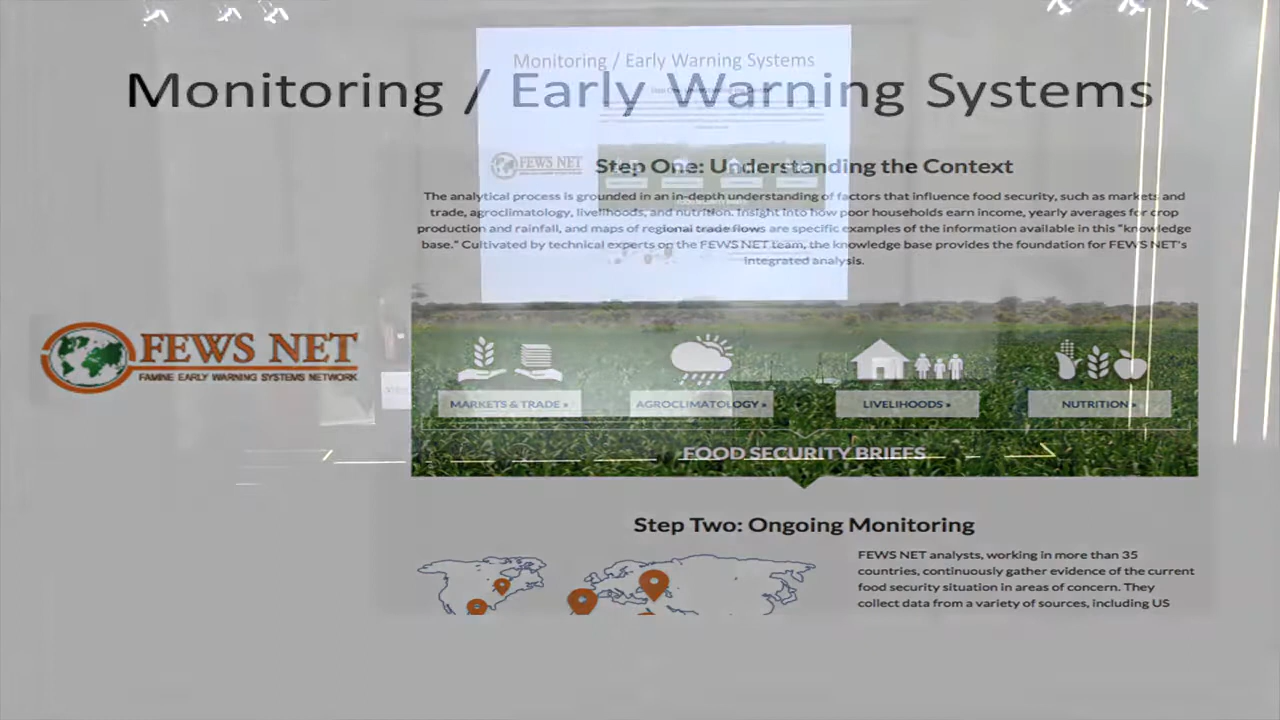 Monitoring / Early Warning Systems
Monitoring / Early Warning Systems
Step One: Understanding the Context
The analytical process is grounded in an in-depth understanding of factors that influence food security, such as markets and
trade, agroclimatology, livelihoods, and nutrition. Insight into how poor households earn income, yearly averages for crop
production and rainfall, and maps of regional trade flows are specific examples of the information available in this "knowledge
base." Cultivated by technical experts on the FEWS NET team, the knowledge base provides the foundation for FEWS NET's
integrated analysis.
FEWS NET
FEWS NET
FAMINE EARLY WARNING SYSTEMS NETWORK
MARKETS & TRADE »
AGROCLIMATOLOGY »
LIVELIHOODS »
NUTRITION »
FOOD SECURITY BRIEFS
Step Two: Ongoing Monitoring
FEWS NET analysts, working in more than 35
countries, continuously gather evidence of the current
food security situation in areas of concern. They
collect data from a variety of sources, including US